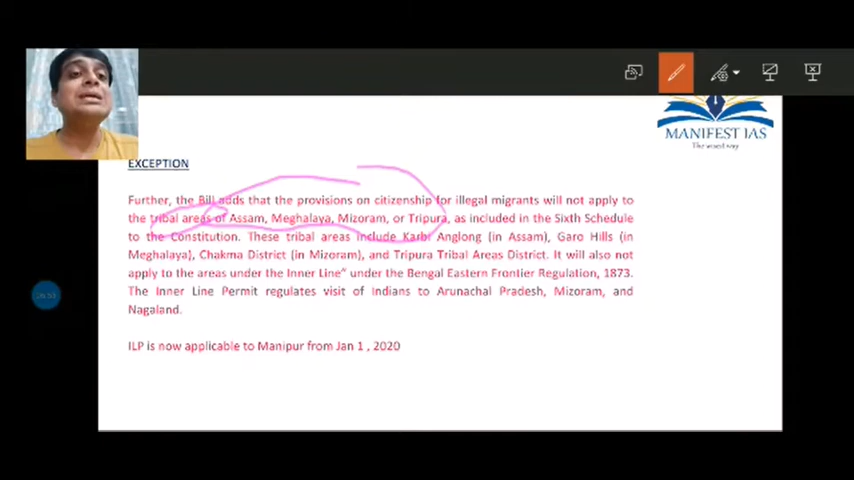 MANIFEST IAS
EXCEPTION
Further, the Bill adds that the provisions on citizenship for illegal migrants will not apply to
the tribal areas of Assam, Meghalaya, Mizoram, or Tripura, as included in the Sixth Schedule
to the Constitution. These tribal areas include Karbi Anglong (in Assam), Garo Hills (in
Meghalaya), Chakma District (in Mizoram), and Tripura Tribal Areas District. It will also not
apply to the areas under the Inner Line” under the Bengal Eastern Frontier Regulation, 1873.
The Inner Line Permit regulates visit of Indians to Arunachal Pradesh, Mizoram, and
Nagaland.
ILP is now applicable to Manipur from Jan 1 , 2020